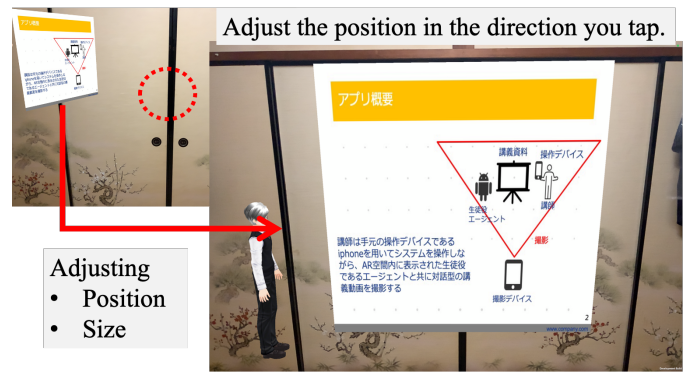 Adjust the position in the direction you tap.
アプリ概要
アプリ概要
講義資料
操作デバイス
生徒役
エージェント
講師
撮影
講師は手元の操作デバイスである
iphoneを用いてシステムを操作しな
がら、AR空間内に表示された生徒役
であるエージェントと共に対話型の講
義動画を撮影する
撮影デバイス
2
www.company.com
Adjusting
• Position
• Size
Development Build